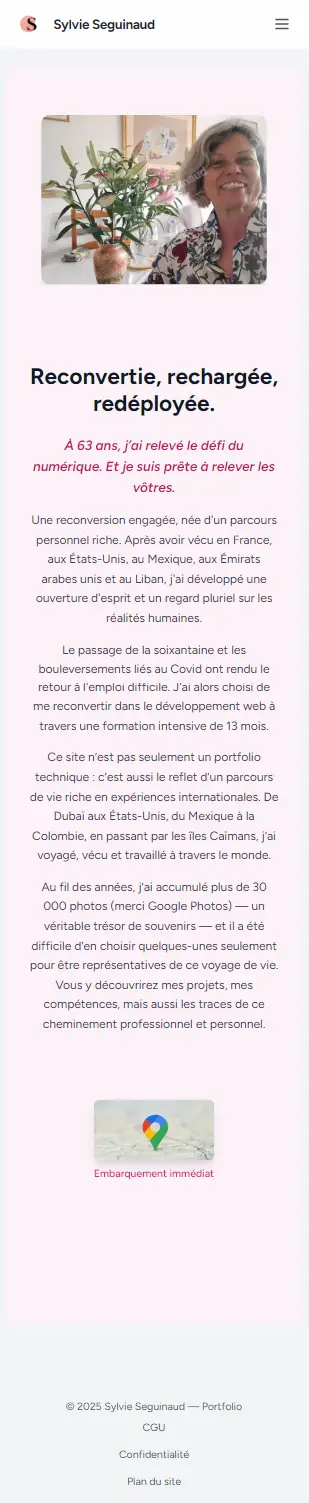 S Sylvie Seguinaud
Reconvertie, rechargée,
redéployée.
À 63 ans, j’ai relevé le défi du
numérique. Et je suis prête à relever les
vôtres.
Une reconversion engagée, née d’un parcours
personnel riche. Après avoir vécu en France,
aux États-Unis, au Mexique, aux Émirats
arabes unis et au Liban, j’ai développé une
ouverture d’esprit et un regard pluriel sur les
réalités humaines.
Le passage de la soixantaine et les
bouleversements liés au Covid ont rendu le
retour à l’emploi difficile. J’ai alors choisi de
me reconvertir dans le développement web à
travers une formation intensive de 13 mois.
Ce site n’est pas seulement un portfolio
technique : c’est aussi le reflet d’un parcours
de vie riche en expériences internationales. De
Dubaï aux États-Unis, du Mexique à la
Colombie, en passant par les îles Caïmans, j’ai
voyagé, vécu et travaillé à travers le monde.
Au fil des années, j’ai accumulé plus de 30
000 photos (merci Google Photos) — un
véritable trésor de souvenirs — et il a été
difficile d’en choisir quelques-unes seulement
pour être représentatives de ce voyage de vie.
Vous y découvrirez mes projets, mes
compétences, mais aussi les traces de ce
cheminement professionnel et personnel.
Embarquement immédiat
© 2025 Sylvie Seguinaud — Portfolio
CGU
Confidentialité
Plan du site